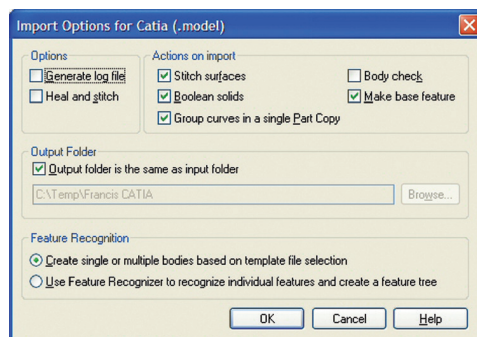 Import Options for Catia (.model)
Options
Generate log file
Heal and stitch
Actions on import
Stitch surfaces
Body check
Boolean solids
Make base feature
Group curves in a single Part Copy
Output Folder
Output folder is the same as input folder
C:\Temp\Francis CATIA
Browse...
Feature Recognition
Create single or multiple bodies based on template file selection
Use Feature Recognizer to recognize individual features and create a feature tree
OK
Cancel
Help